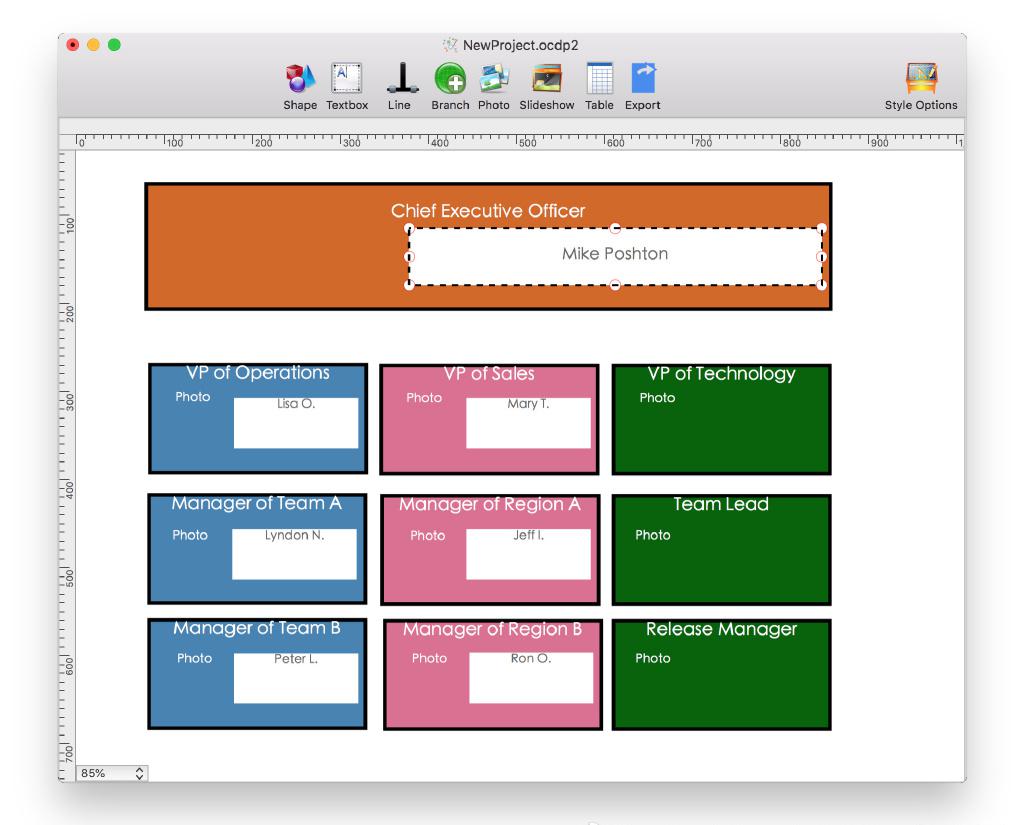 NewProject.ocdp2
Shape Textbox Line Branch Photo Slideshow Table Export Style Options
0 100 200 300 400 500 600 700 800 900 1
100
200
300
400
500
600
700
Chief Executive Officer
Mike Poshton
VP of Operations VP of Sales VP of Technology
Photo Lisa O. Photo Mary T. Photo
Manager of Team A Manager of Region A Team Lead
Photo Lyndon N. Photo Jeff I. Photo
Manager of Team B Manager of Region B Release Manager
Photo Peter L. Photo Ron O. Photo
85%